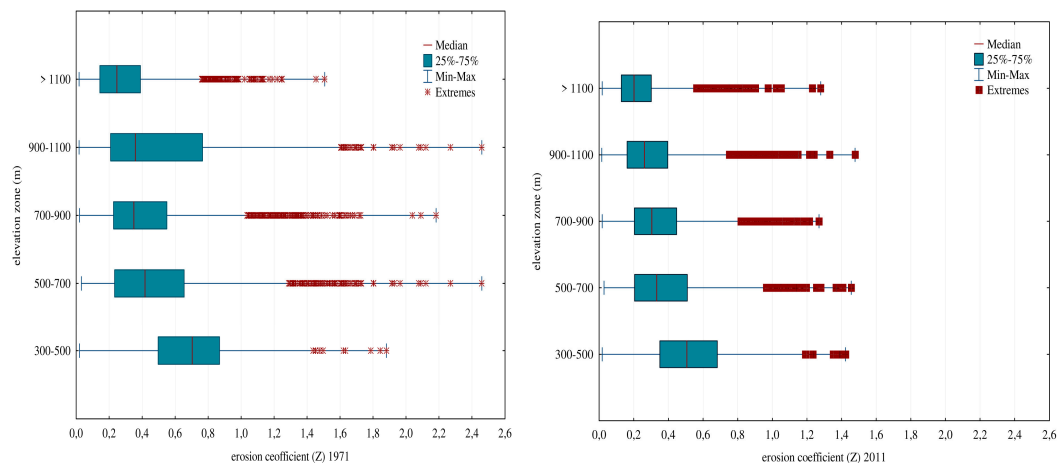 Median
25%-75%
Min-Max
Extremes
elevation zone (m)
> 1100
900-1100
700-900
500-700
300-500
0,0 0,2 0,4 0,6 0,8 1,0 1,2 1,4 1,6 1,8 2,0 2,2 2,4 2,6
erosion ceofficient (Z) 1971
Median
25%-75%
Min-Max
Extremes
elevation zone (m)
> 1100
900-1100
700-900
500-700
300-500
0,0 0,2 0,4 0,6 0,8 1,0 1,2 1,4 1,6 1,8 2,0 2,2 2,4 2,6
erosion coefficient (Z) 2011